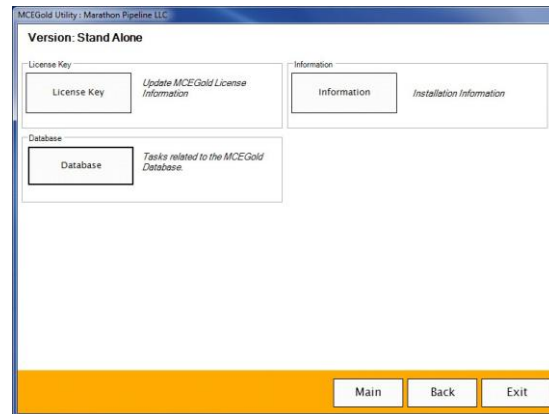 MCEGold Utility : Marathon Pipeline LLC
Version: Stand Alone
License Key
License Key
Update MCEGold License
Information
Information
Information
Installation Information
Database
Database
Tasks related to the MCEGold
Database.
Main
Back
Exit